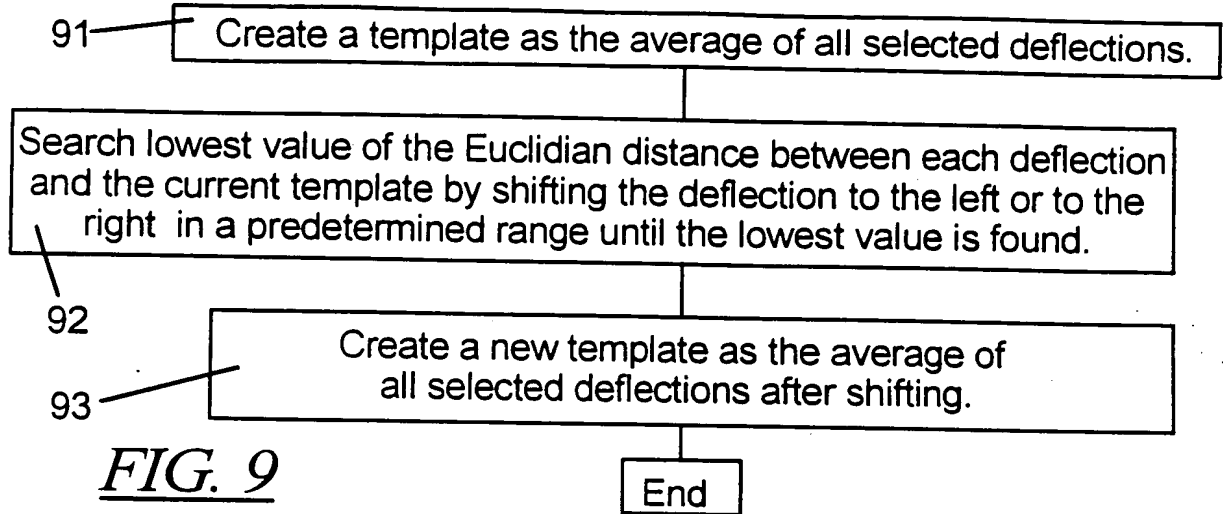 91
Create a template as the average of all selected deflections.
Search lowest value of the Euclidian distance between each deflection
and the current template by shifting the deflection to the left or to the
right in a predetermined range until the lowest value is found.
92
Create a new template as the average of
all selected deflections after shifting.
93
FIG. 9
End